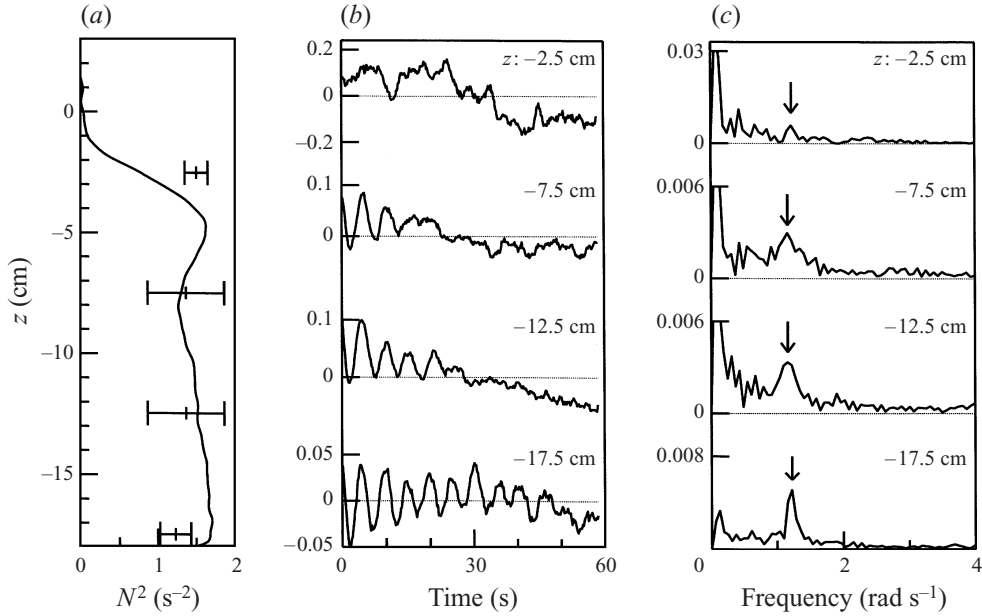 (a)
0
−5
−10
−15
z (cm)
0
1
2
N² (s⁻²)
(b)
0.2
0
−0.2
z: −2.5 cm
0.1
0
−7.5 cm
0.1
0
−12.5 cm
0.05
0
−0.05
−17.5 cm
0
30
60
Time (s)
(c)
0.03
0
z: −2.5 cm
0.006
0
−7.5 cm
0.006
0
−12.5 cm
0.008
−17.5 cm
0
2
4
Frequency (rad s⁻¹)